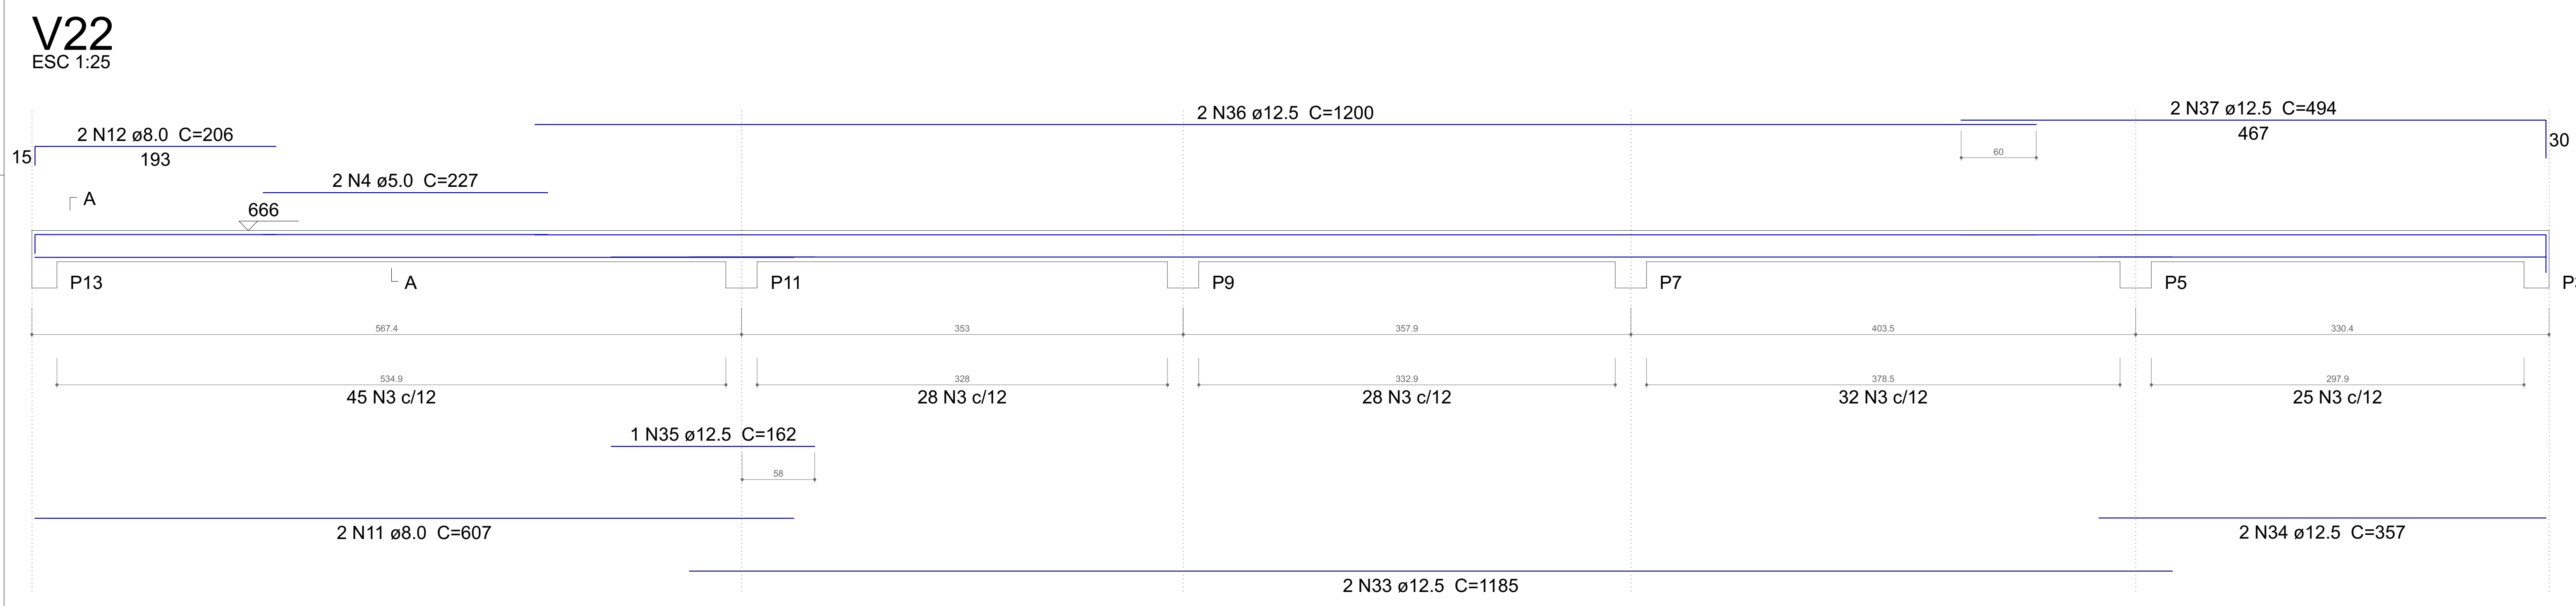 V22
ESC 1:25
2 N36 ø12.5 C=1200
2 N37 ø12.5 C=494
467
30
60
2 N12 ø8.0 C=206
193
15
2 N4 ø5.0 C=227
A
666
P13
A
P11
P9
P7
P5
567.4
353
357.9
403.5
330.4
534.9
328
332.9
378.5
297.9
45 N3 c/12
28 N3 c/12
28 N3 c/12
32 N3 c/12
25 N3 c/12
1 N35 ø12.5 C=162
58
2 N11 ø8.0 C=607
2 N34 ø12.5 C=357
2 N33 ø12.5 C=1185